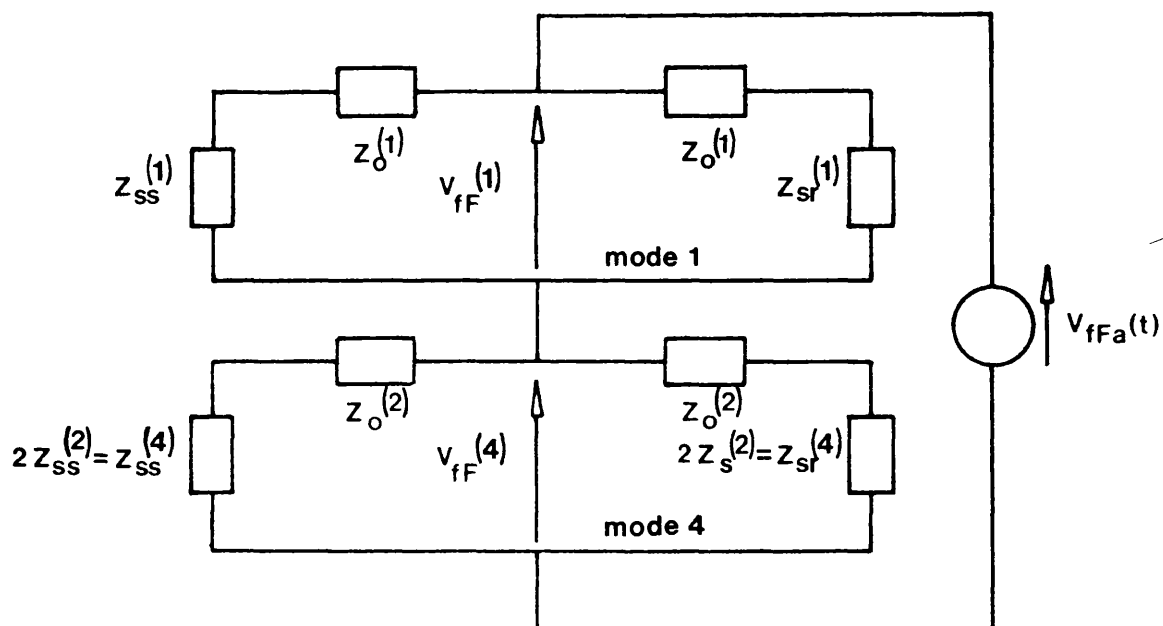 Z_o^(1)
Z_o^(1)
Z_ss^(1)
V_fF^(1)
Z_sr^(1)
mode 1
V_fFa(t)
Z_o^(2)
Z_o^(2)
2 Z_ss^(2) = Z_ss^(4)
V_fF^(4)
2 Z_s^(2) = Z_sr^(4)
mode 4